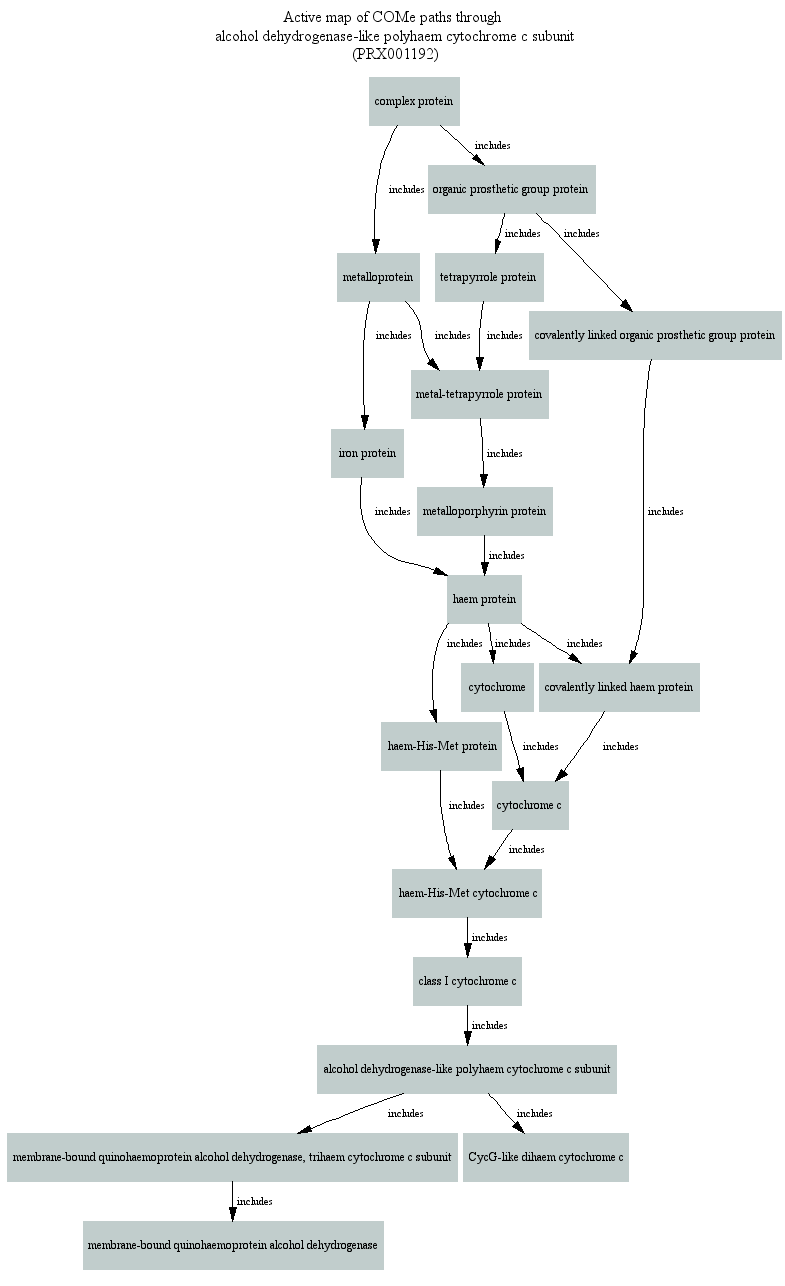 Active map of COMe paths through
alcohol dehydrogenase-like polyhaem cytochrome c subunit
(PRX001192)
complex protein
includes
organic prosthetic group protein
includes
includes
includes
metalloprotein
tetrapyrrole protein
covalently linked organic prosthetic group protein
includes
includes
includes
metal-tetrapyrrole protein
iron protein
includes
metalloporphyrin protein
includes
includes
includes
haem protein
includes
includes
includes
cytochrome
covalently linked haem protein
haem-His-Met protein
includes
includes
cytochrome c
includes
includes
haem-His-Met cytochrome c
includes
class I cytochrome c
includes
alcohol dehydrogenase-like polyhaem cytochrome c subunit
includes
includes
membrane-bound quinohaemoprotein alcohol dehydrogenase, trihaem cytochrome c subunit
CycG-like dihaem cytochrome c
includes
membrane-bound quinohaemoprotein alcohol dehydrogenase